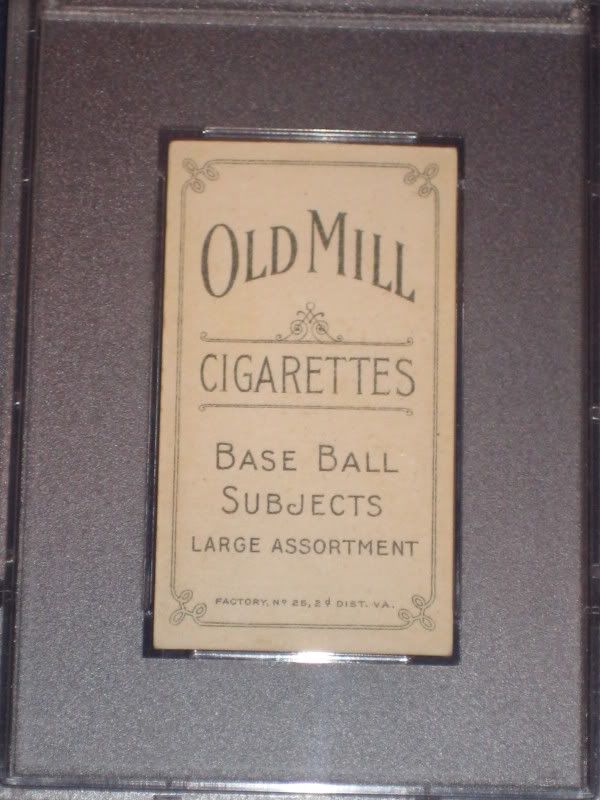 OLD MILL
CIGARETTES
BASE BALL
SUBJECTS
LARGE ASSORTMENT
FACTORY, Nº 25, 2d DIST. VA.